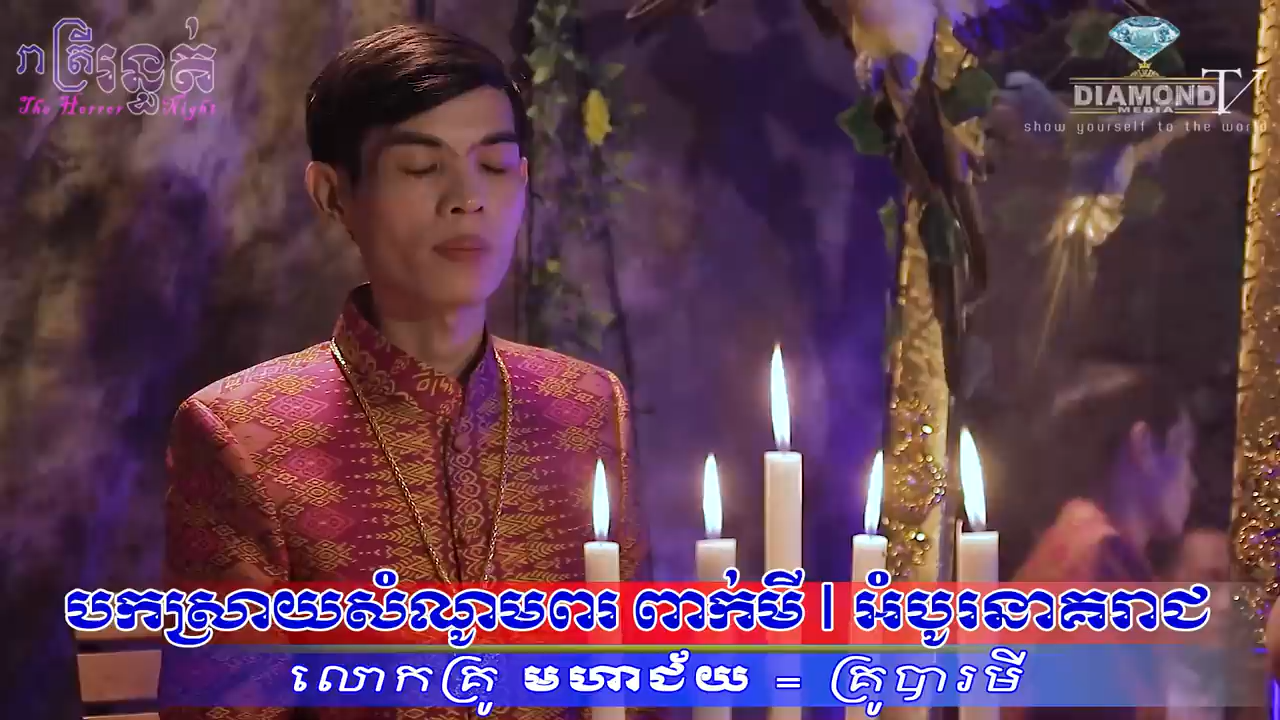 រាត្រីរន្ធត់
The Horror Night
DIAMOND TV
MEDIA
show yourself to the world
បកស្រាយសំណូមពរ ពាក់មី | អំបូរនាគរាជ
លោកគ្រូ មហាជ័យ = គ្រូបារមី